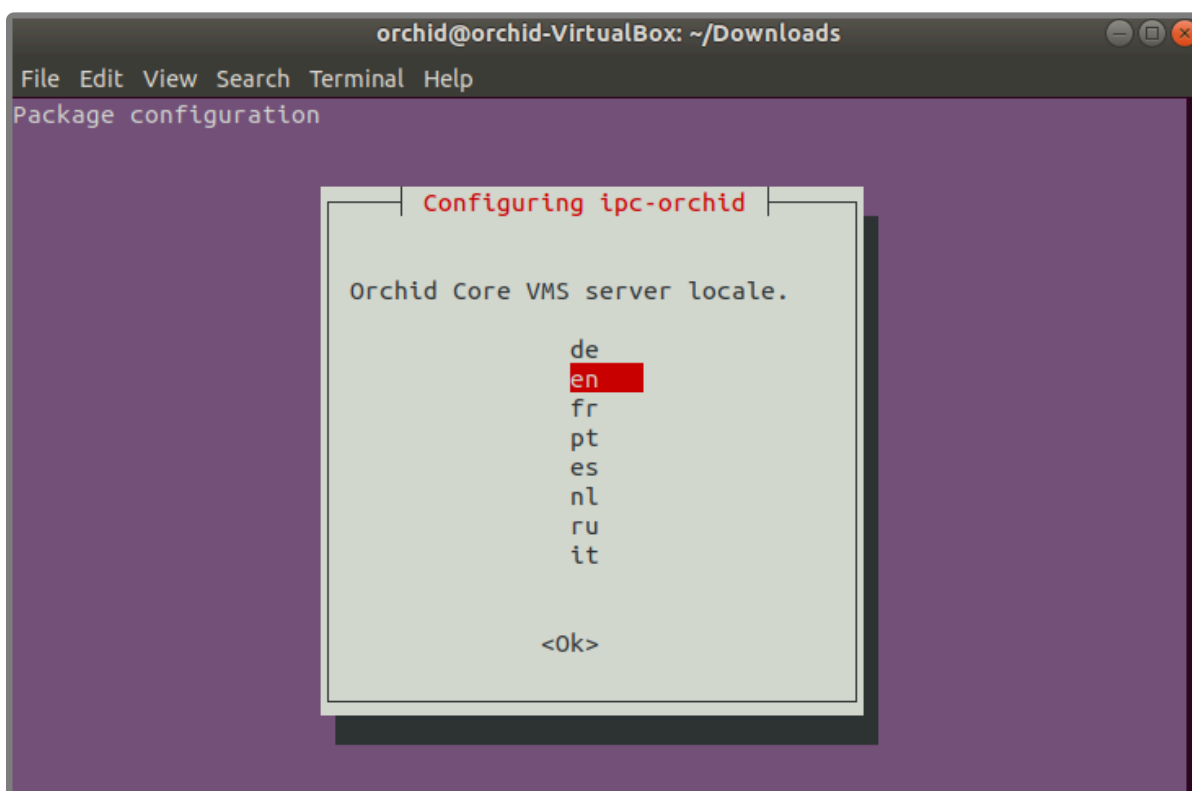 orchid@orchid-VirtualBox: ~/Downloads
File Edit View Search Terminal Help
Package configuration
Configuring ipc-orchid
Orchid Core VMS server locale.
de
en
fr
pt
es
nl
ru
it
<Ok>